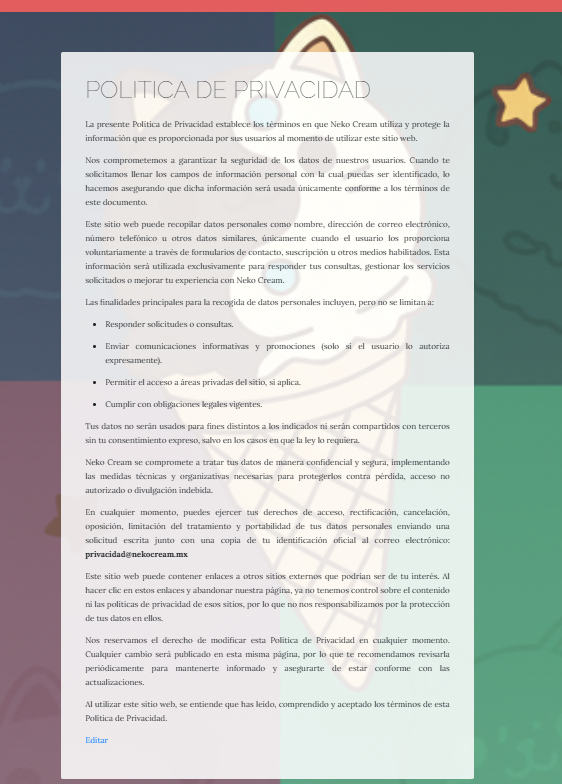 POLITICA DE PRIVACIDAD
La presente Política de Privacidad establece los términos en que Neko Cream utiliza y protege la
información que es proporcionada por sus usuarios al momento de utilizar este sitio web.
Nos comprometemos a garantizar la seguridad de los datos de nuestros usuarios. Cuando te
solicitamos llenar los campos de información personal con la cual puedas ser identificado, lo
hacemos asegurando que dicha información será usada únicamente conforme a los términos de
este documento.
Este sitio web puede recopilar datos personales como nombre, dirección de correo electrónico,
número telefónico u otros datos similares, únicamente cuando el usuario los proporciona
voluntariamente a través de formularios de contacto, suscripción u otros medios habilitados. Esta
información será utilizada exclusivamente para responder tus consultas, gestionar los servicios
solicitados o mejorar tu experiencia con Neko Cream.
Las finalidades principales para la recogida de datos personales incluyen, pero no se limitan a:
• Responder solicitudes o consultas.
• Enviar comunicaciones informativas y promociones (solo si el usuario lo autoriza
expresamente).
• Permitir el acceso a áreas privadas del sitio, si aplica.
• Cumplir con obligaciones legales vigentes.
Tus datos no serán usados para fines distintos a los indicados ni serán compartidos con terceros
sin tu consentimiento expreso, salvo en los casos en que la ley lo requiera.
Neko Cream se compromete a tratar tus datos de manera confidencial y segura, implementando
las medidas técnicas y organizativas necesarias para protegerlos contra pérdida, acceso no
autorizado o divulgación indebida.
En cualquier momento, puedes ejercer tus derechos de acceso, rectificación, cancelación,
oposición, limitación del tratamiento y portabilidad de tus datos personales enviando una
solicitud escrita junto con una copia de tu identificación oficial al correo electrónico:
privacidad@nekocream.mx
Este sitio web puede contener enlaces a otros sitios externos que podrían ser de tu interés. Al
hacer clic en estos enlaces y abandonar nuestra página, ya no tenemos control sobre el contenido
ni las políticas de privacidad de esos sitios, por lo que no nos responsabilizamos por la protección
de tus datos en ellos.
Nos reservamos el derecho de modificar esta Política de Privacidad en cualquier momento.
Cualquier cambio será publicado en esta misma página, por lo que te recomendamos revisarla
periódicamente para mantenerte informado y asegurarte de estar conforme con las
actualizaciones.
Al utilizar este sitio web, se entiende que has leído, comprendido y aceptado los términos de esta
Política de Privacidad.
Editar